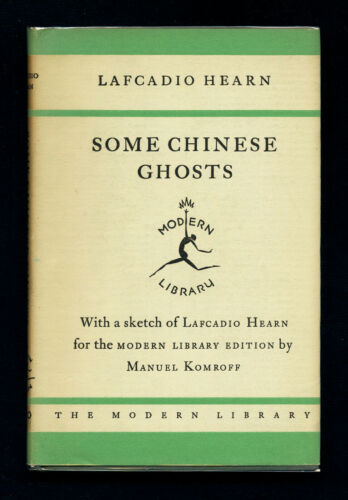 LAFCADIO HEARN
SOME CHINESE
GHOSTS
MODERN
LIBRARY
With a sketch of LAFCADIO HEARN
for the MODERN LIBRARY EDITION by
MANUEL KOMROFF
THE MODERN LIBRARY